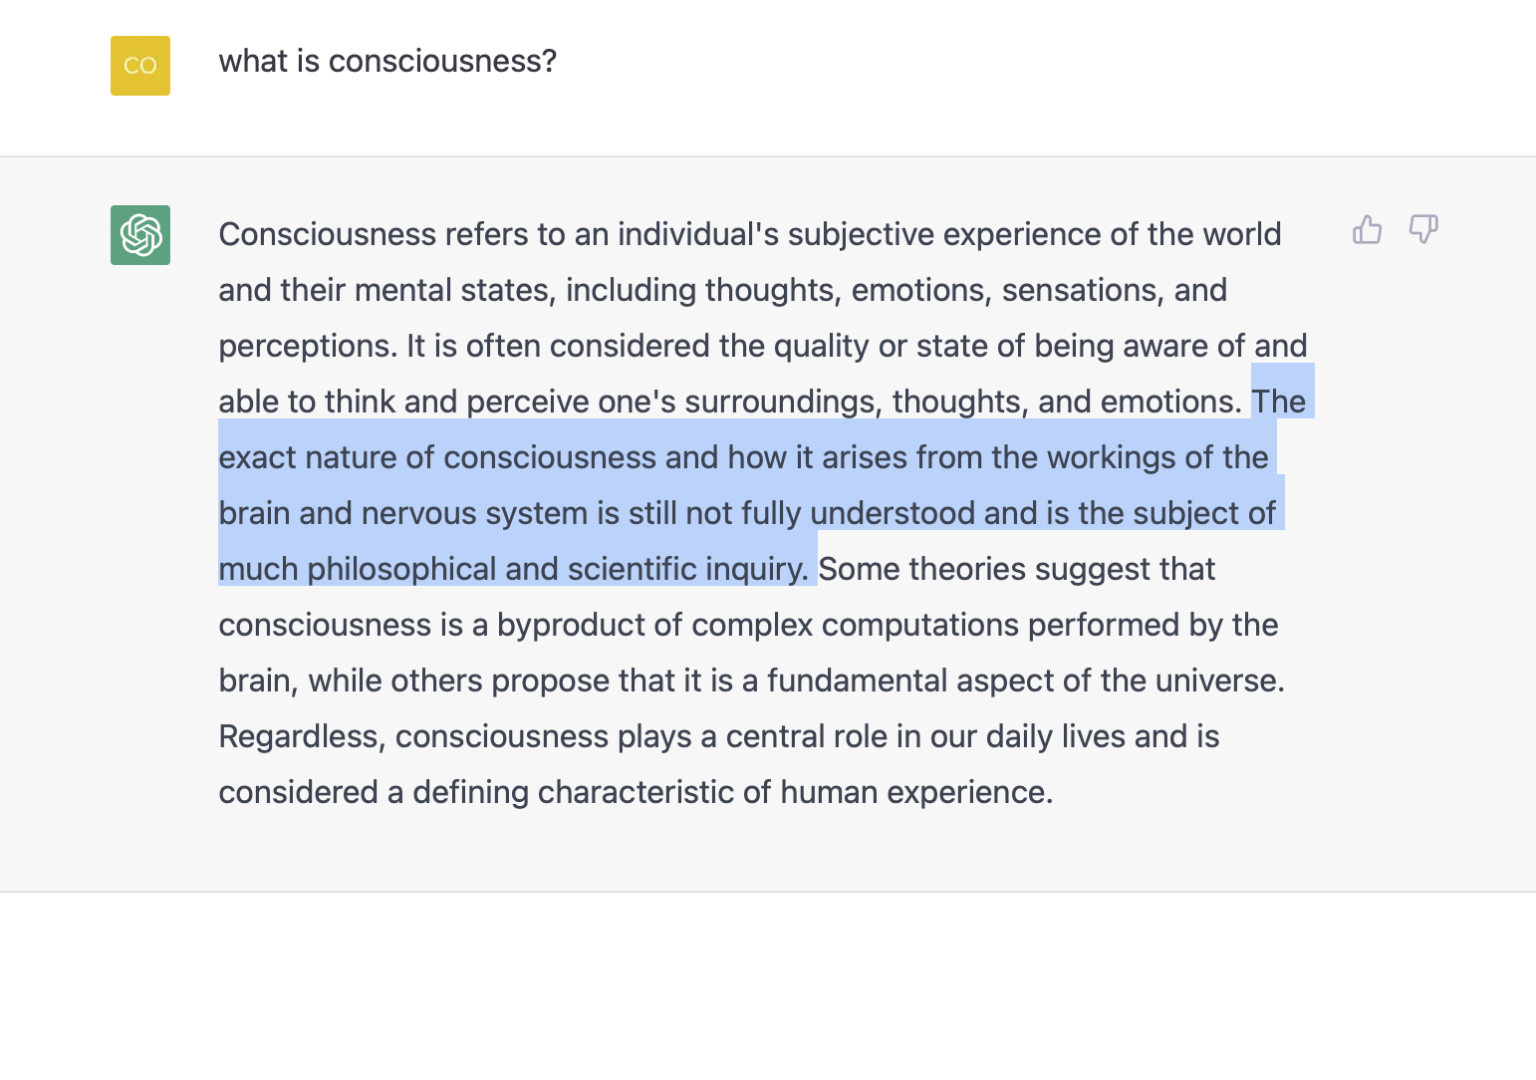 CO
what is consciousness?
Consciousness refers to an individual's subjective experience of the world
and their mental states, including thoughts, emotions, sensations, and
perceptions. It is often considered the quality or state of being aware of and
able to think and perceive one's surroundings, thoughts, and emotions. The
exact nature of consciousness and how it arises from the workings of the
brain and nervous system is still not fully understood and is the subject of
much philosophical and scientific inquiry. Some theories suggest that
consciousness is a byproduct of complex computations performed by the
brain, while others propose that it is a fundamental aspect of the universe.
Regardless, consciousness plays a central role in our daily lives and is
considered a defining characteristic of human experience.